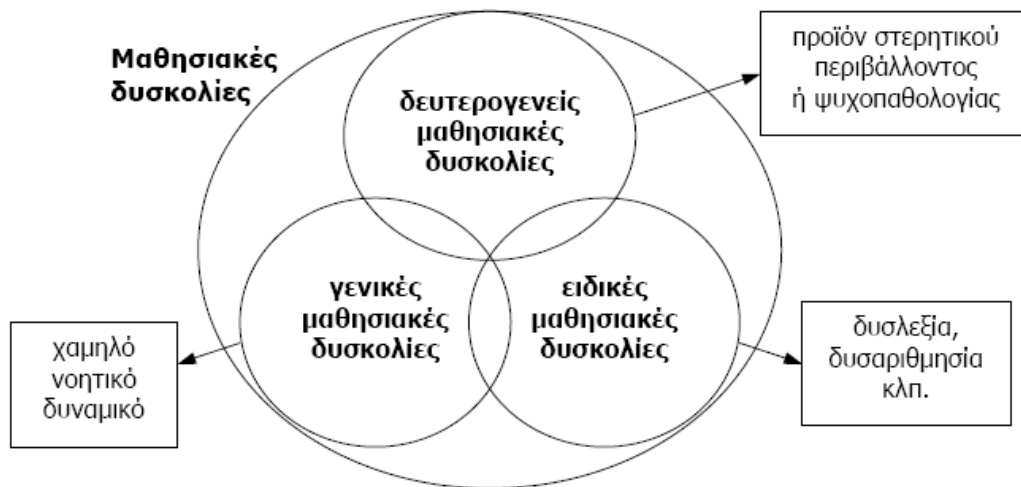 Μαθησιακές
δυσκολίες
δευτερογενείς
μαθησιακές
δυσκολίες
προϊόν στερητικού
περιβάλλοντος
ή ψυχοπαθολογίας
γενικές
μαθησιακές
δυσκολίες
ειδικές
μαθησιακές
δυσκολίες
χαμηλό
νοητικό
δυναμικό
δυσλεξία,
δυσαριθμησία
κλπ.